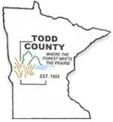 TODD
COUNTY
WHERE THE
FOREST MEETS
THE PRAIRIE
EST. 1855